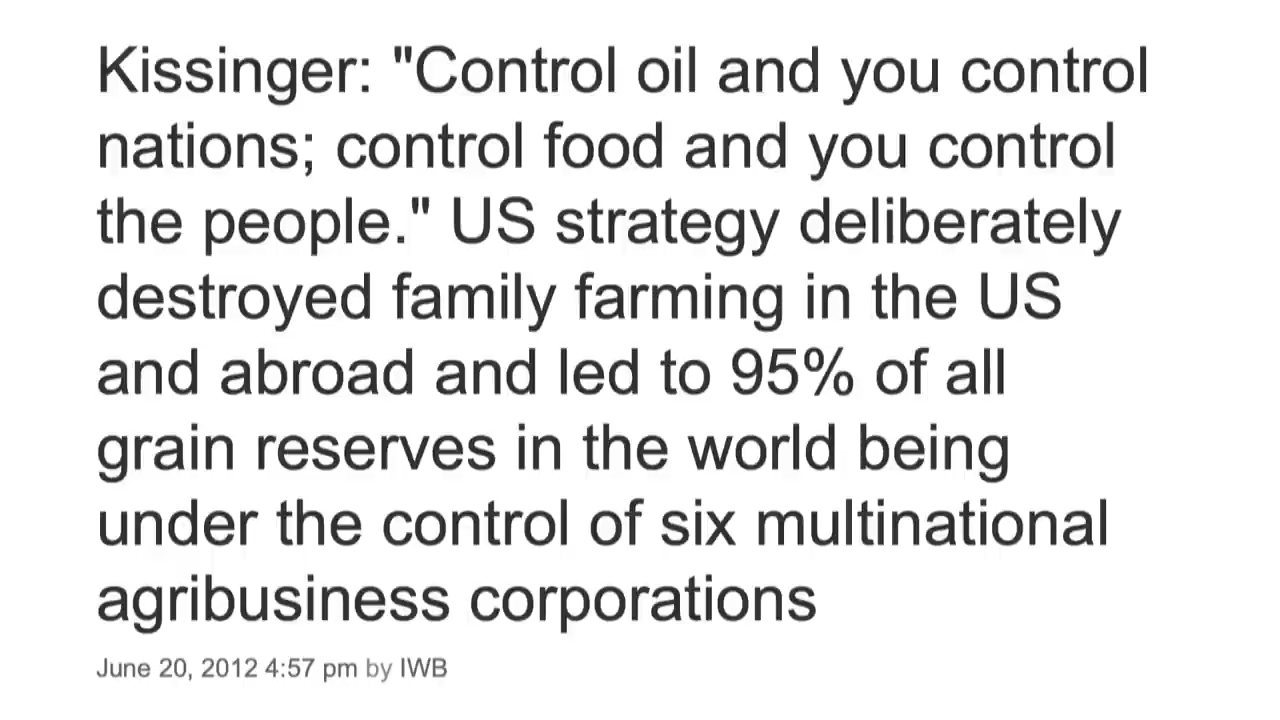 Kissinger: "Control oil and you control
nations; control food and you control
the people." US strategy deliberately
destroyed family farming in the US
and abroad and led to 95% of all
grain reserves in the world being
under the control of six multinational
agribusiness corporations
June 20, 2012 4:57 pm by IWB